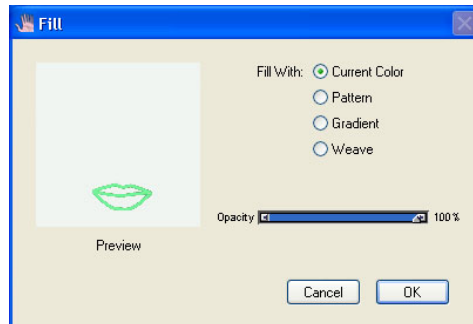 Fill
Fill With: Current Color
Pattern
Gradient
Weave
Opacity 100%
Preview
Cancel OK